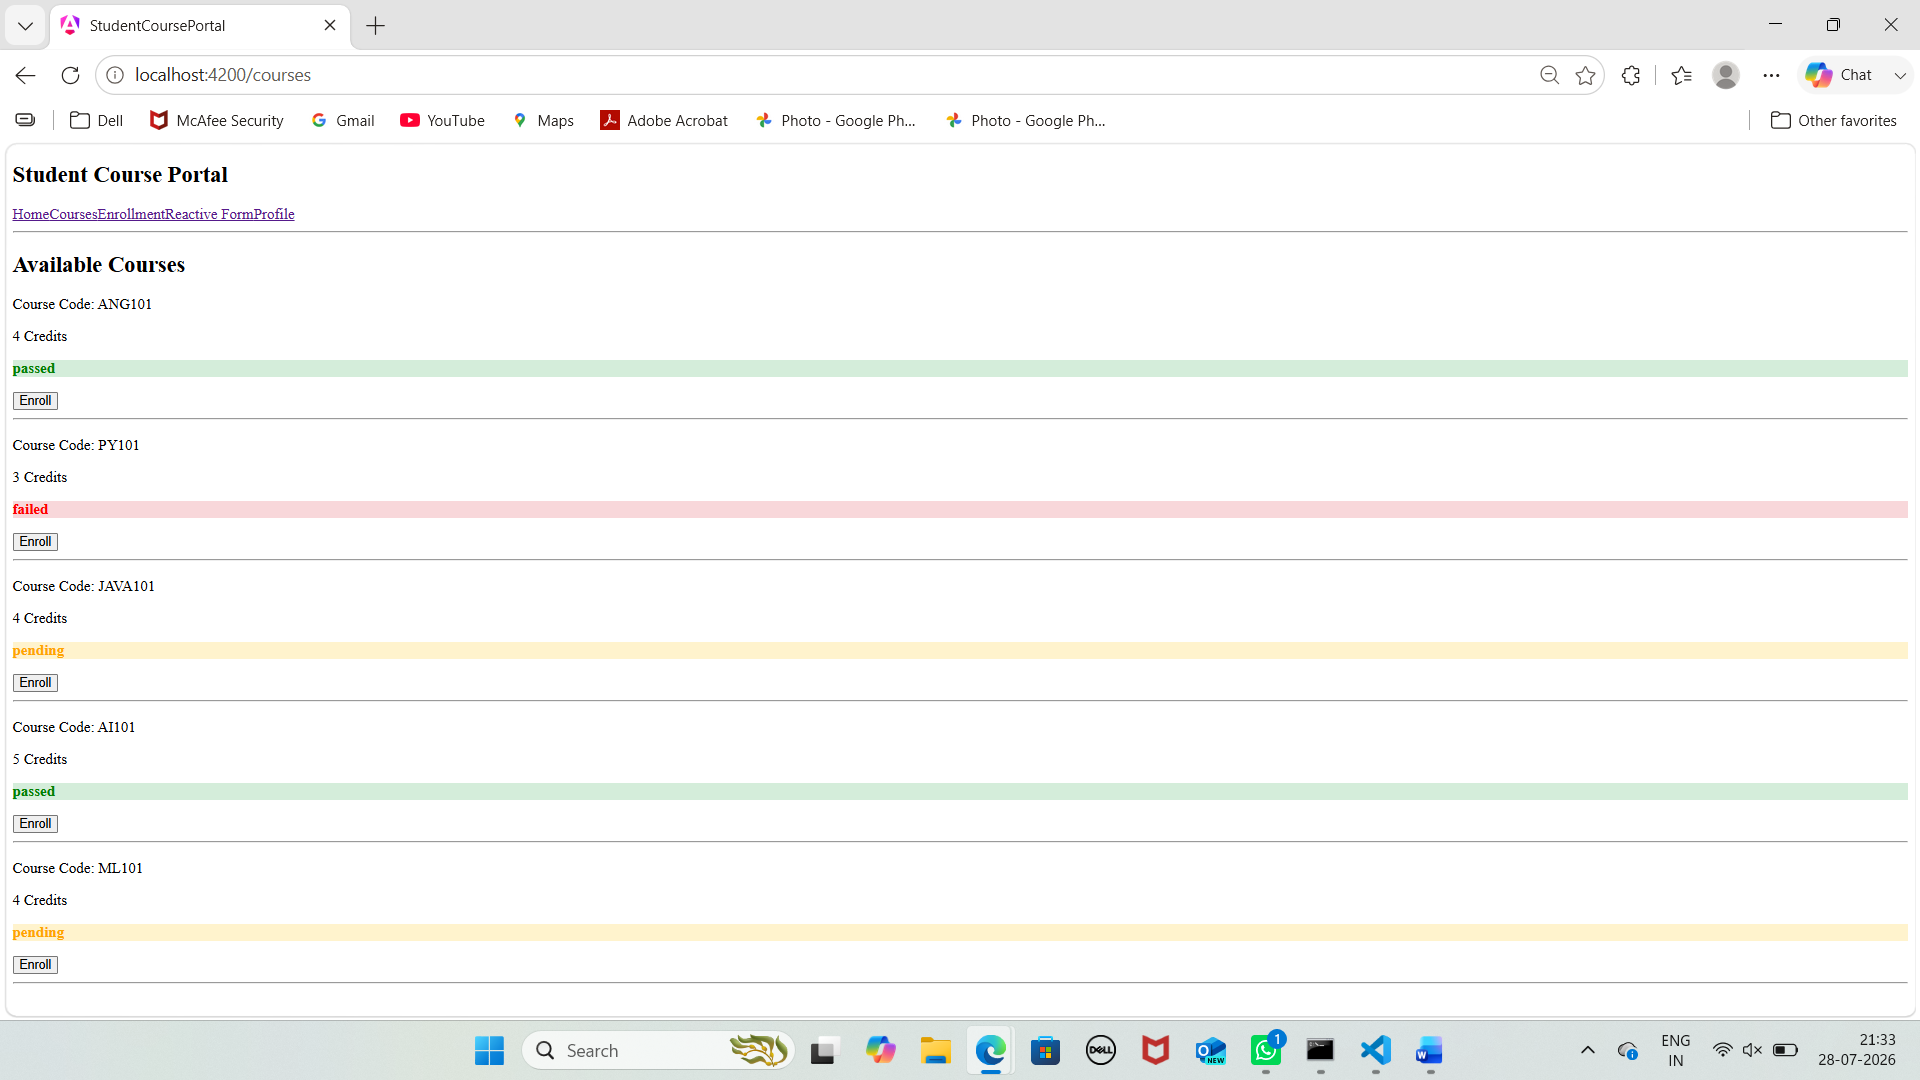 StudentCoursePortal
localhost:4200/courses
Chat
Dell
McAfee Security
Gmail
YouTube
Maps
Adobe Acrobat
Photo - Google Ph...
Photo - Google Ph...
Other favorites
Student Course Portal
HomeCoursesEnrollmentReactive FormProfile
Available Courses
Course Code: ANG101
4 Credits
passed
Enroll
Course Code: PY101
3 Credits
failed
Enroll
Course Code: JAVA101
4 Credits
pending
Enroll
Course Code: AI101
5 Credits
passed
Enroll
Course Code: ML101
4 Credits
pending
Enroll
Search
DELL
NEW
1
W
ENG
IN
21:33
28-07-2026